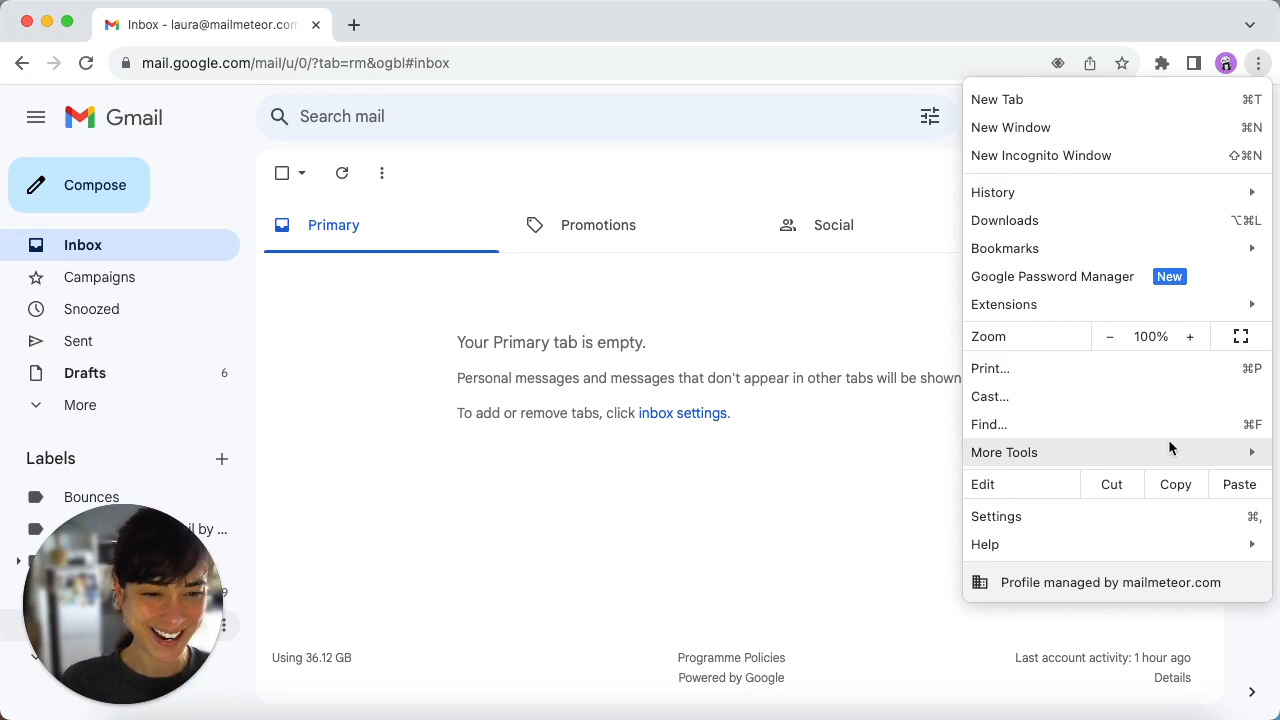 Inbox - laura@mailmeteor.com
mail.google.com/mail/u/0/?tab=rm&ogbl#inbox
Gmail
Search mail
Compose
Inbox
Campaigns
Snoozed
Sent
Drafts 6
More
Labels
Bounces
il by ...
9
Primary
Promotions
Social
Your Primary tab is empty.
Personal messages and messages that don't appear in other tabs will be shown
To add or remove tabs, click inbox settings.
Using 36.12 GB
Programme Policies
Powered by Google
Last account activity: 1 hour ago
Details
New Tab ⌘T
New Window ⌘N
New Incognito Window ⇧⌘N
History
Downloads ⌥⌘L
Bookmarks
Google Password Manager New
Extensions
Zoom − 100% +
Print... ⌘P
Cast...
Find... ⌘F
More Tools
Edit Cut Copy Paste
Settings ⌘,
Help
Profile managed by mailmeteor.com